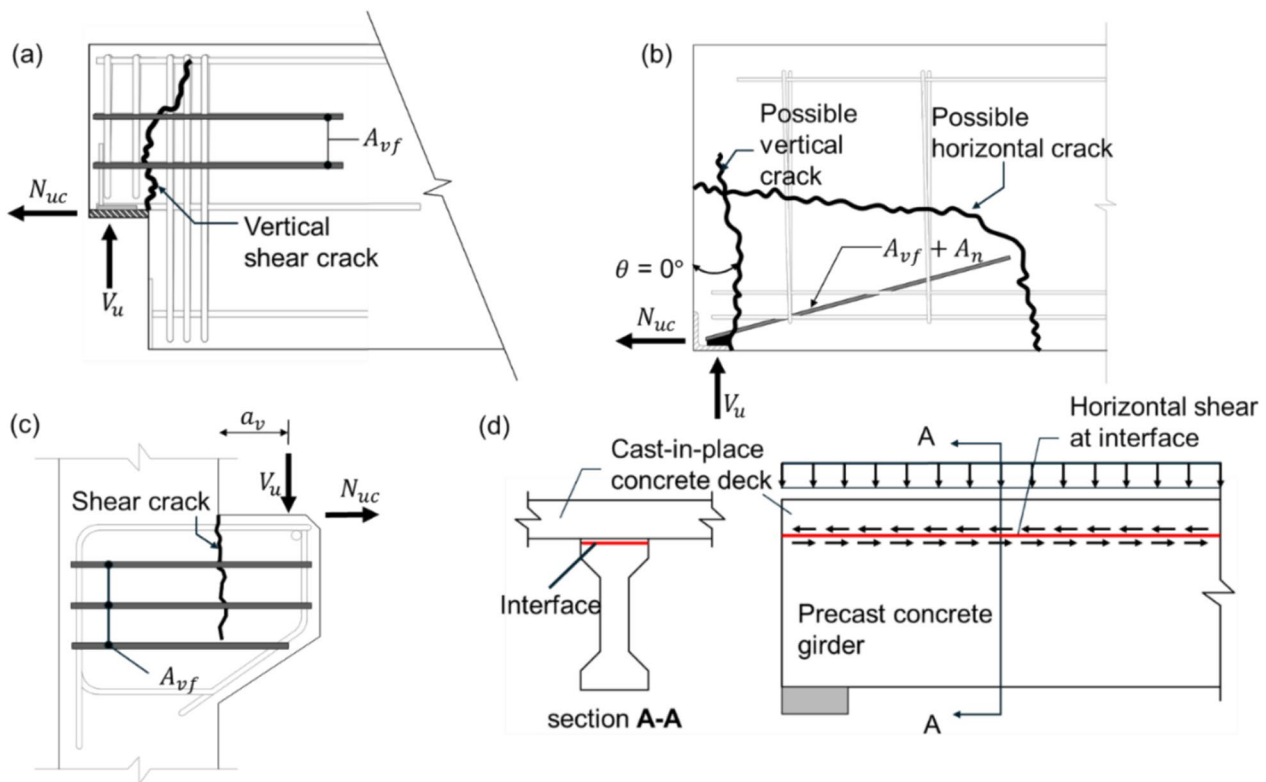 (a)
A_vf
N_uc
Vertical
shear crack
V_u
(b)
Possible
vertical
crack
Possible
horizontal crack
θ = 0°
A_vf + A_n
N_uc
V_u
(c)
a_v
V_u
N_uc
Shear crack
A_vf
(d)
Cast-in-place
concrete deck
Interface
section A-A
A
Horizontal shear
at interface
Precast concrete
girder
A